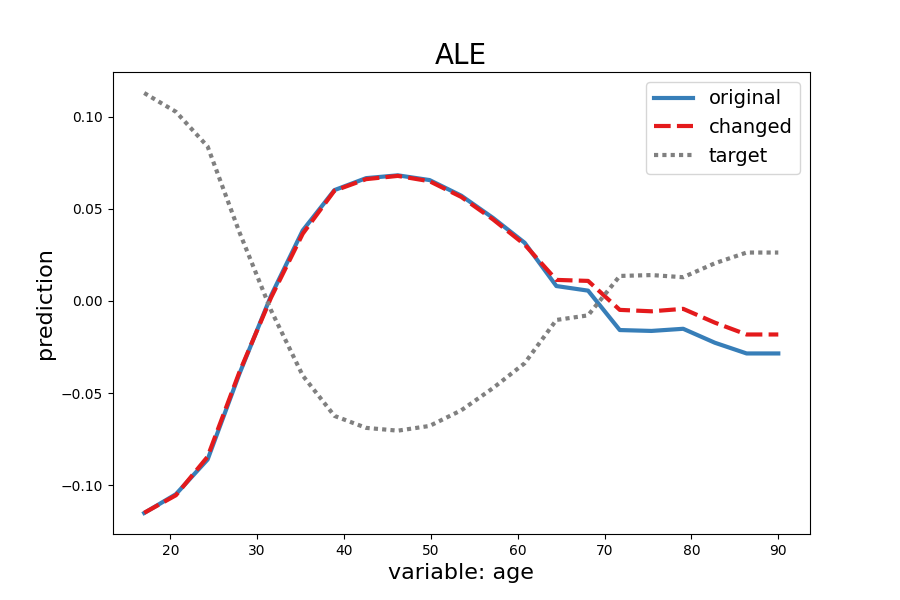 ALE
original
changed
target
0.10
0.05
0.00
−0.05
−0.10
prediction
20 30 40 50 60 70 80 90
variable: age